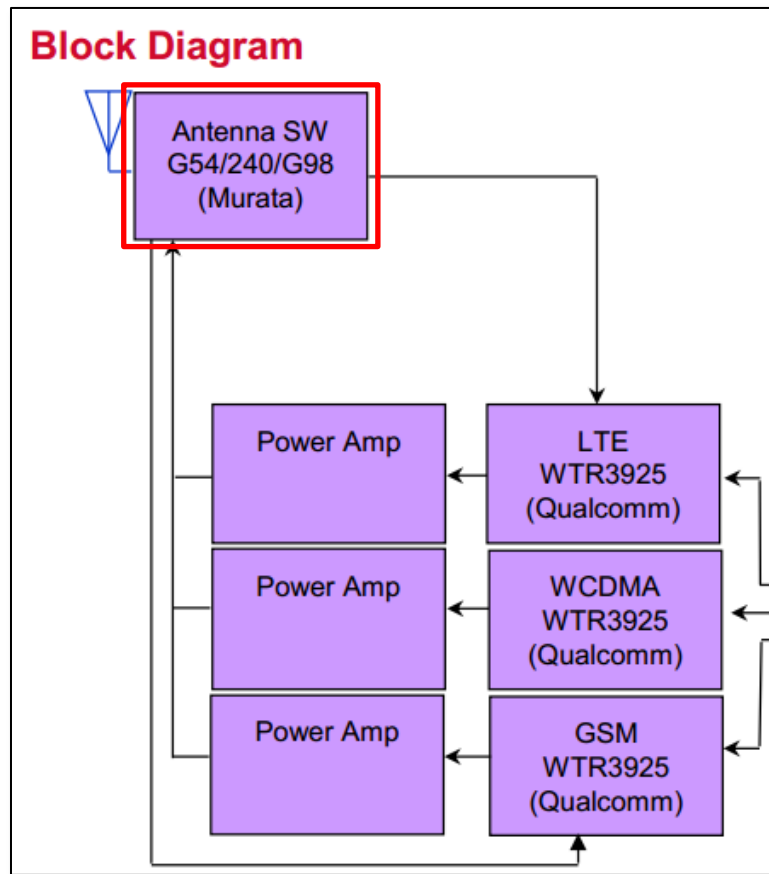 Block Diagram
Antenna SW
G54/240/G98
(Murata)
Power Amp
LTE
WTR3925
(Qualcomm)
Power Amp
WCDMA
WTR3925
(Qualcomm)
Power Amp
GSM
WTR3925
(Qualcomm)